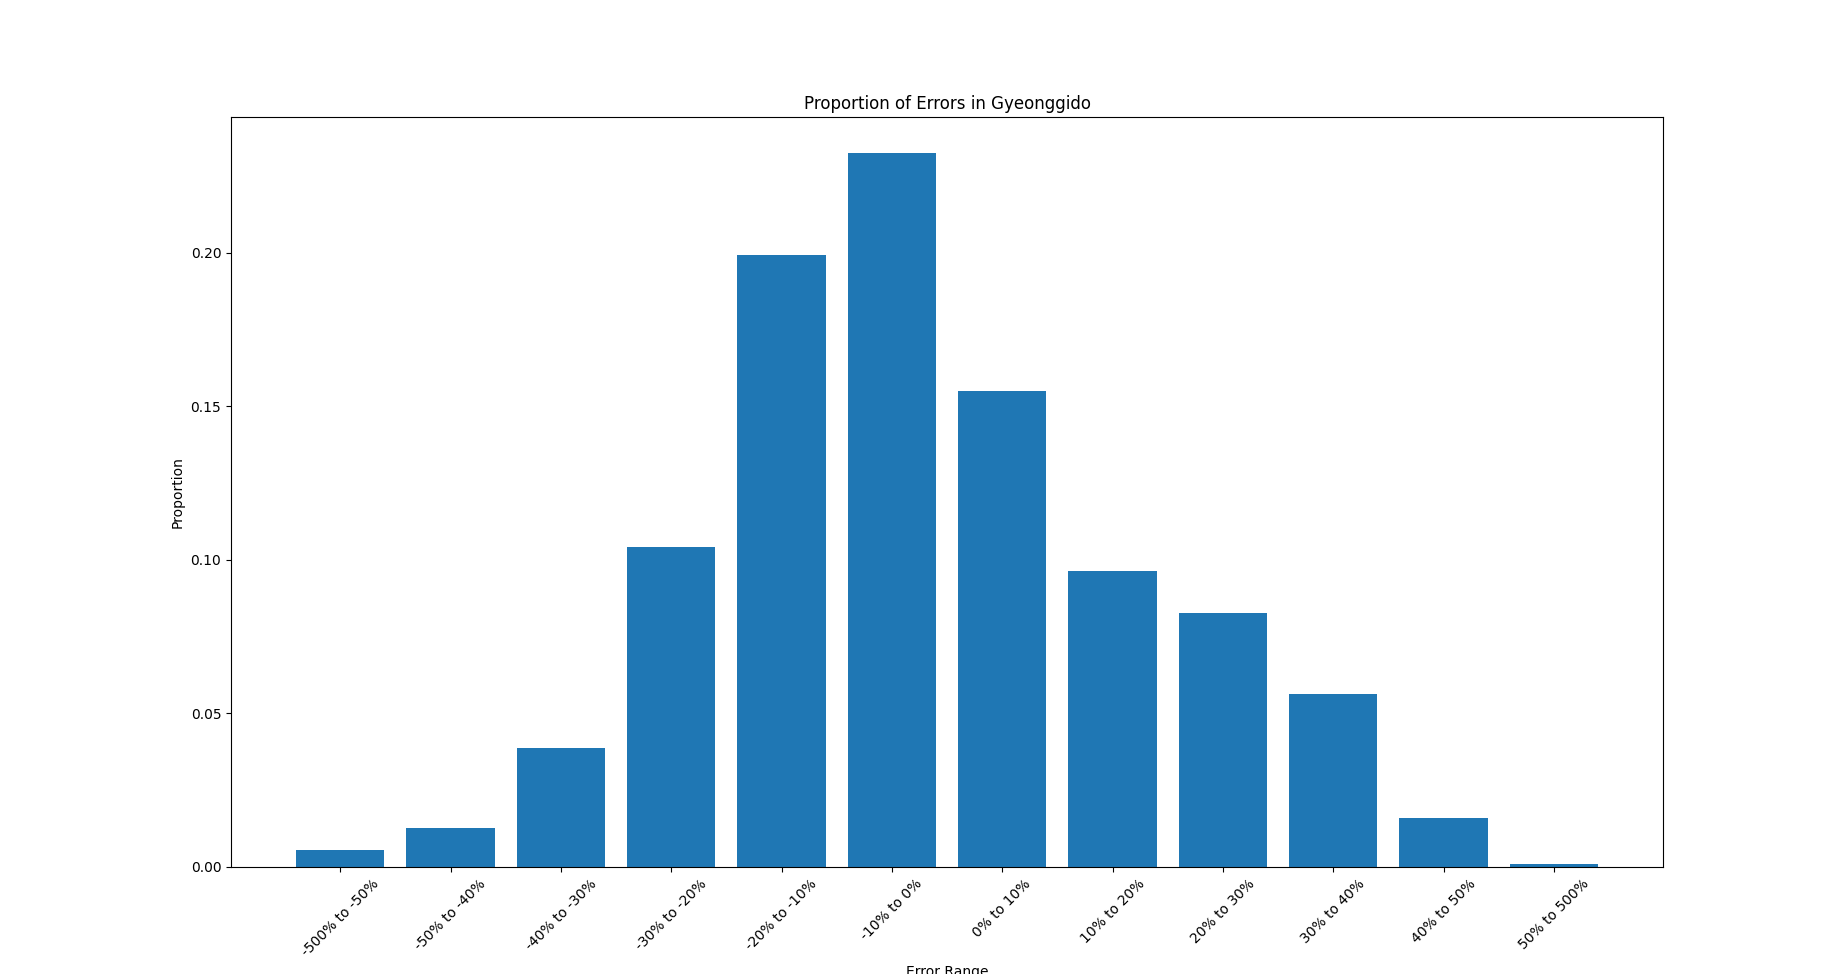 Proportion of Errors in Gyeonggido
Proportion
0.20
0.15
0.10
0.05
0.00
-500% to -50%
-50% to -40%
-40% to -30%
-30% to -20%
-20% to -10%
-10% to 0%
0% to 10%
10% to 20%
20% to 30%
30% to 40%
40% to 50%
50% to 500%
Error Range